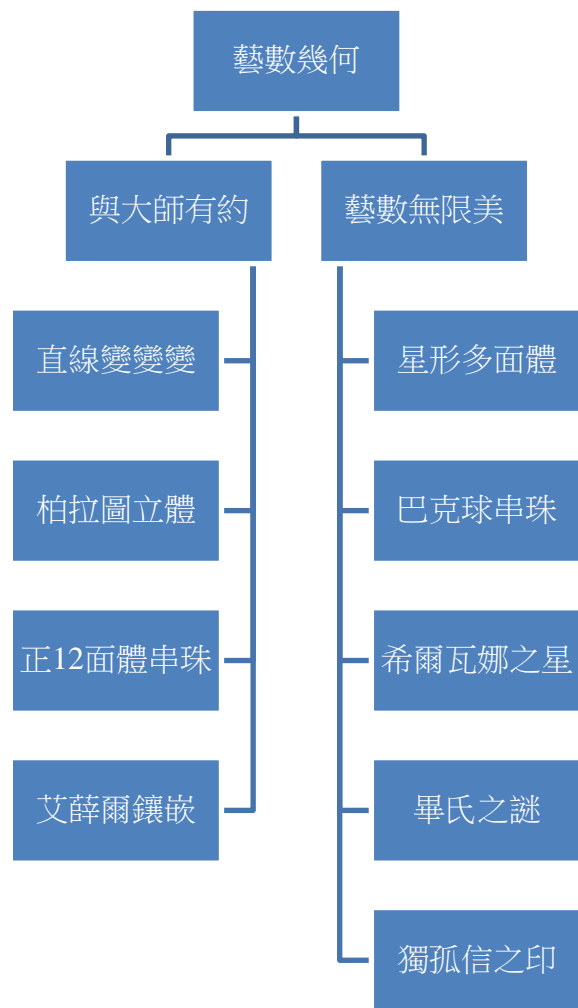 藝數幾何
與大師有約
藝數無限美
直線變變變
星形多面體
柏拉圖立體
巴克球串珠
正12面體串珠
希爾瓦娜之星
艾薛爾鑲嵌
畢氏之謎
獨孤信之印